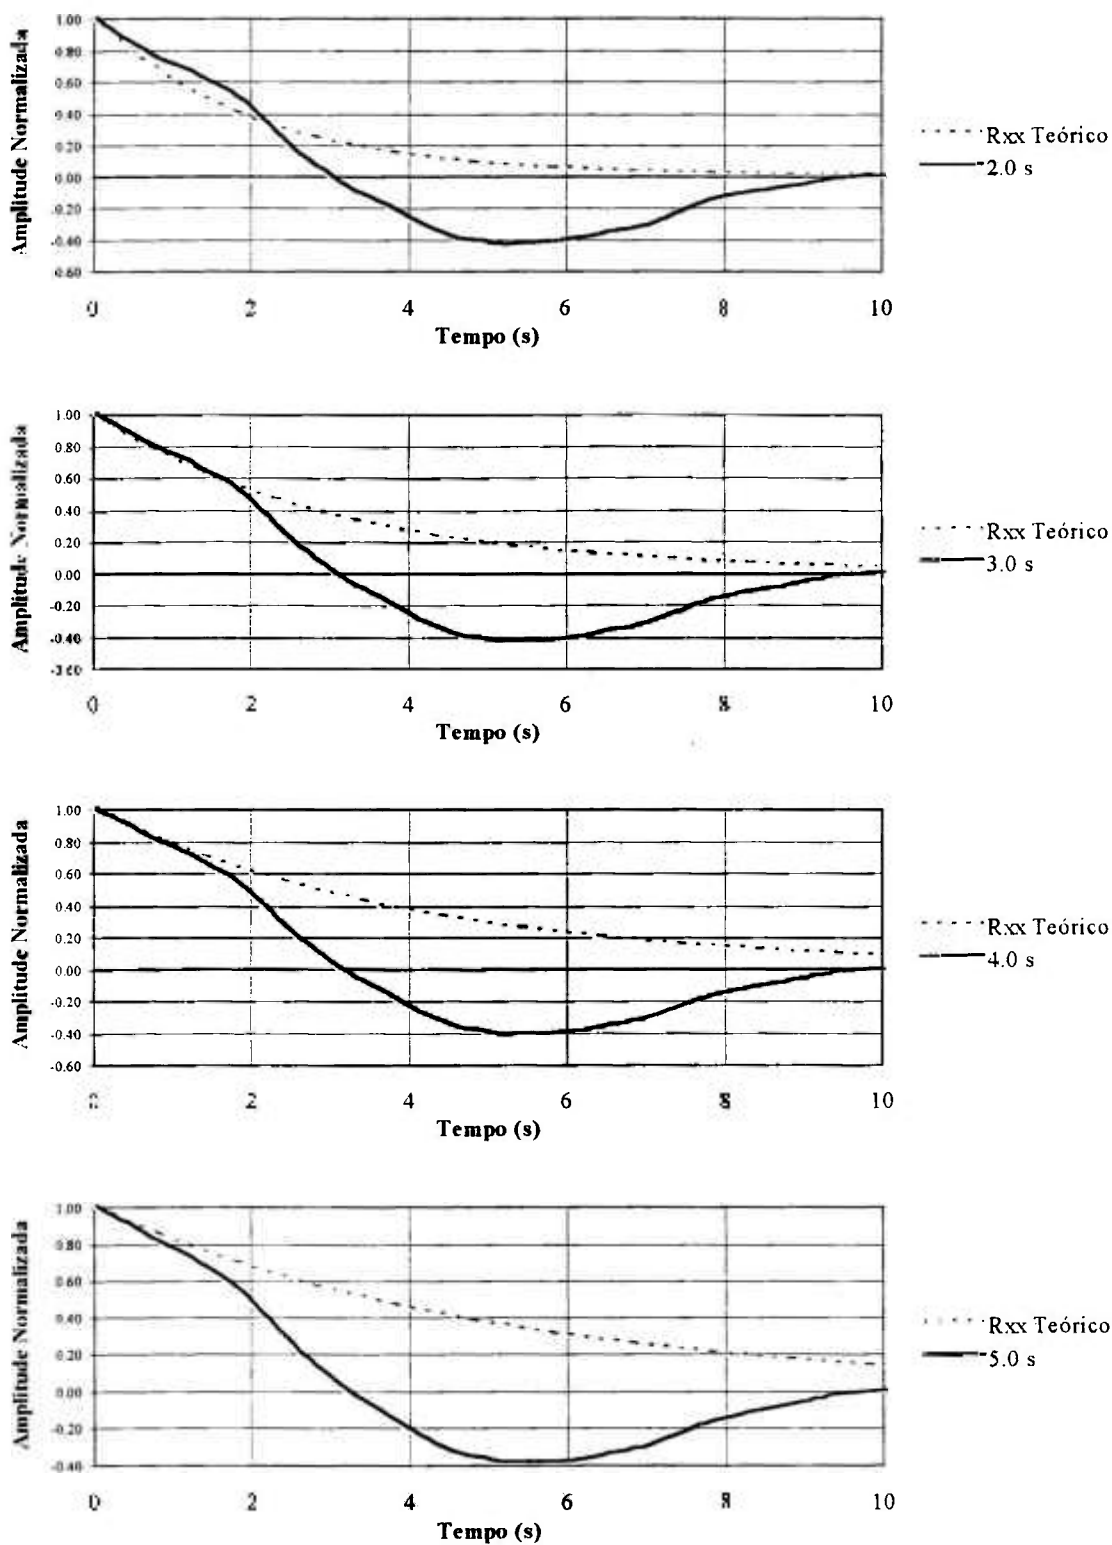 Amplitude Normalizada
1.00
0.80
0.60
0.40
0.20
0.00
-0.20
-0.40
0.60
0 2 4 6 8 10
Tempo (s)
Rxx Teórico
2.0 s
Amplitude Normalizada
1.00
0.80
0.60
0.40
0.20
0.00
-0.20
-0.40
0 2 4 6 8 10
Tempo (s)
Rxx Teórico
3.0 s
Amplitude Normalizada
1.00
0.80
0.60
0.40
0.20
0.00
-0.20
-0.40
-0.60
2 4 6 8 10
Tempo (s)
Rxx Teórico
4.0 s
Amplitude Normalizada
1.00
0.80
0.60
0.40
0.20
0.00
-0.20
-0.40
0 2 4 6 8 10
Tempo (s)
Rxx Teórico
5.0 s